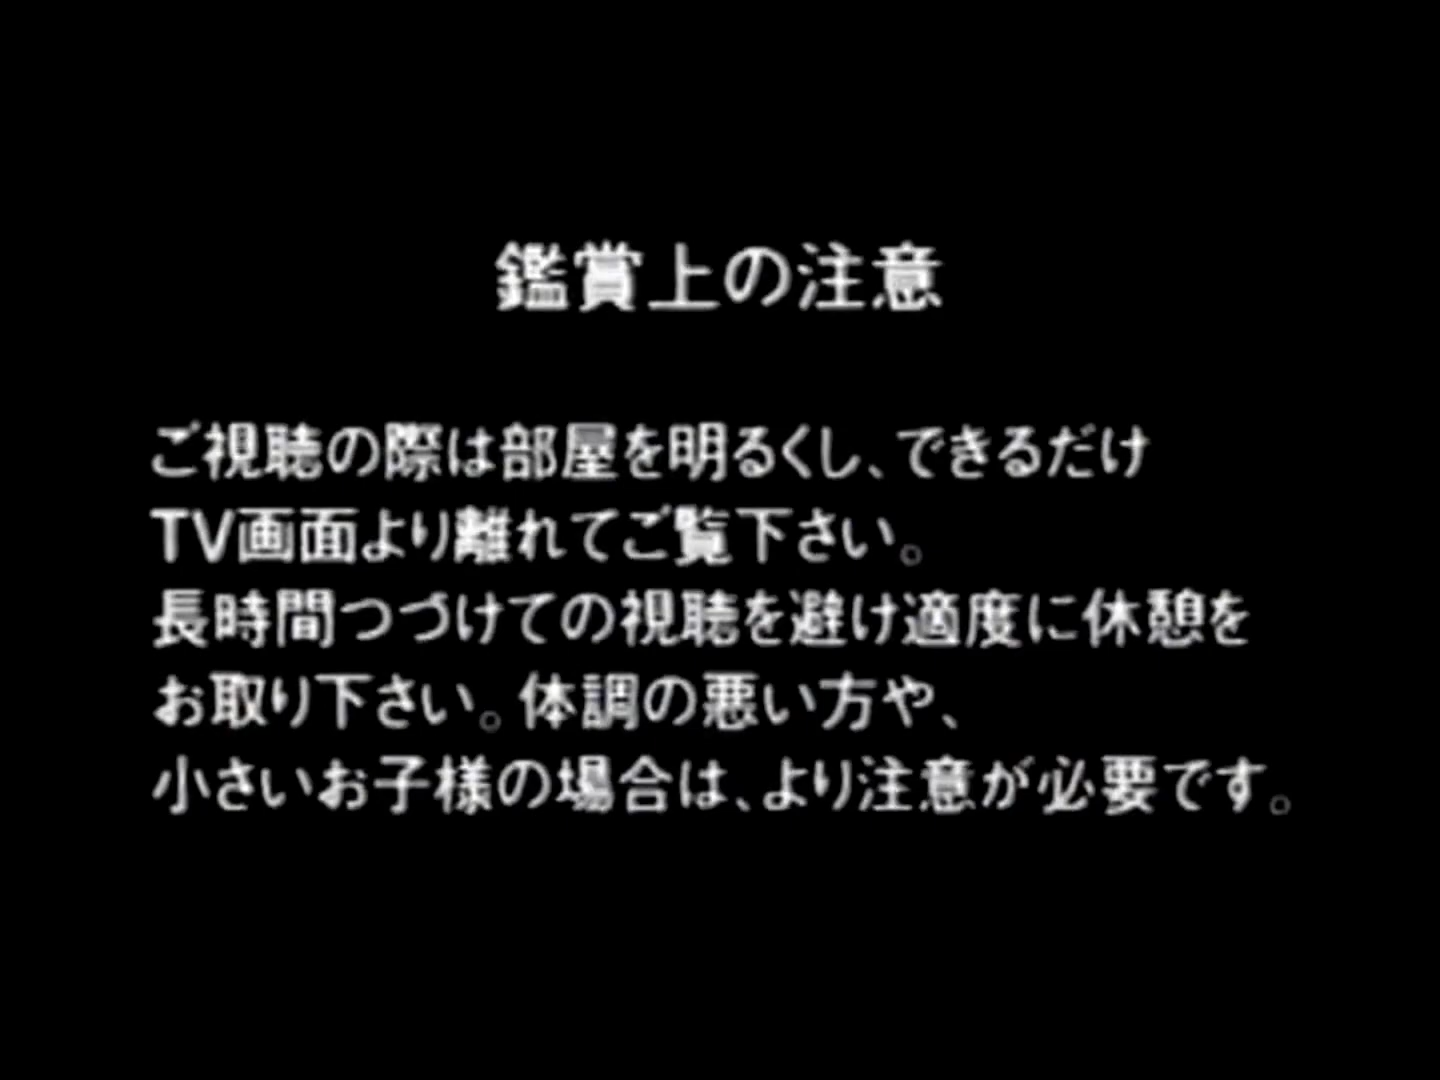 鑑賞上の注意
ご視聴の際は部屋を明るくし、できるだけ
TV画面より離れてご覧下さい。
長時間つづけての視聴を避け適度に休憩を
お取り下さい。体調の悪い方や、
小さいお子様の場合は、より注意が必要です。